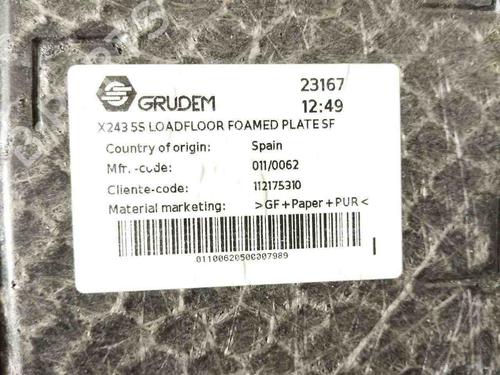 GRUDEM
23167
12:49
X243 5S LOADFLOOR FOAMED PLATE SF
Country of origin: Spain
Mfr. -code: 011/0062
Cliente-code: 112175310
Material marketing: >GF+Paper+PUR<
01100620500007989